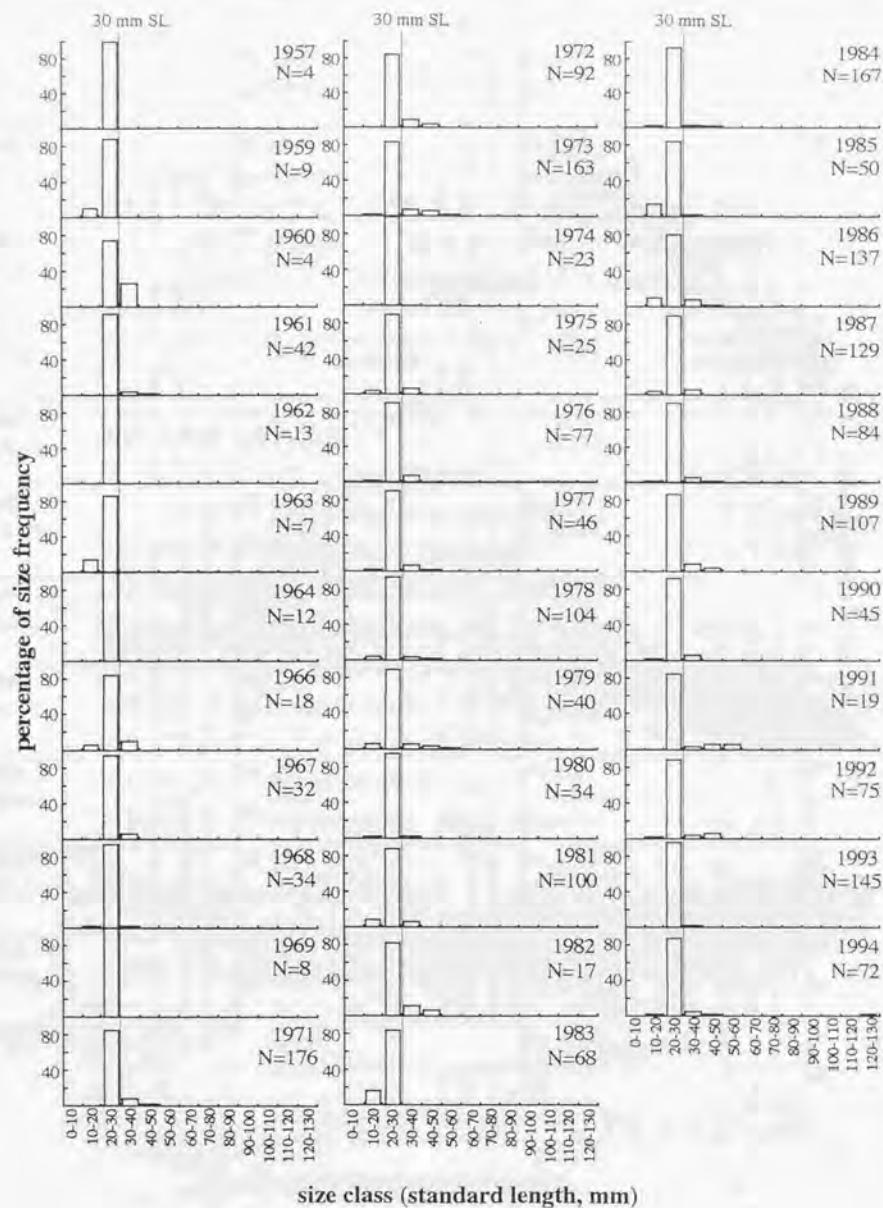 30 mm SL 30 mm SL 30 mm SL
percentage of size frequency
80
40
1957
N=4
80
40
1959
N=9
80
40
1960
N=4
80
40
1961
N=42
80
40
1962
N=13
80
40
1963
N=7
80
40
1964
N=12
80
40
1966
N=18
80
40
1967
N=32
80
40
1968
N=34
80
40
1969
N=8
80
40
1971
N=176
0-10 10-20 20-30 30-40 40-50 50-60 60-70 70-80 80-90 90-100 100-110 110-120 120-130
80
40
1972
N=92
80
40
1973
N=163
80
40
1974
N=23
80
40
1975
N=25
80
40
1976
N=77
80
40
1977
N=46
80
40
1978
N=104
80
40
1979
N=40
80
40
1980
N=34
80
40
1981
N=100
80
40
1982
N=17
80
40
1983
N=68
0-10 10-20 20-30 30-40 40-50 50-60 60-70 70-80 80-90 90-100 100-110 110-120 120-130
80
40
1984
N=167
80
40
1985
N=50
80
40
1986
N=137
80
40
1987
N=129
80
40
1988
N=84
80
40
1989
N=107
80
40
1990
N=45
80
40
1991
N=19
80
40
1992
N=75
80
40
1993
N=145
80
40
1994
N=72
0-10 10-20 20-30 30-40 40-50 50-60 60-70 70-80 80-90 90-100 100-110 110-120 120-130
size class (standard length, mm)